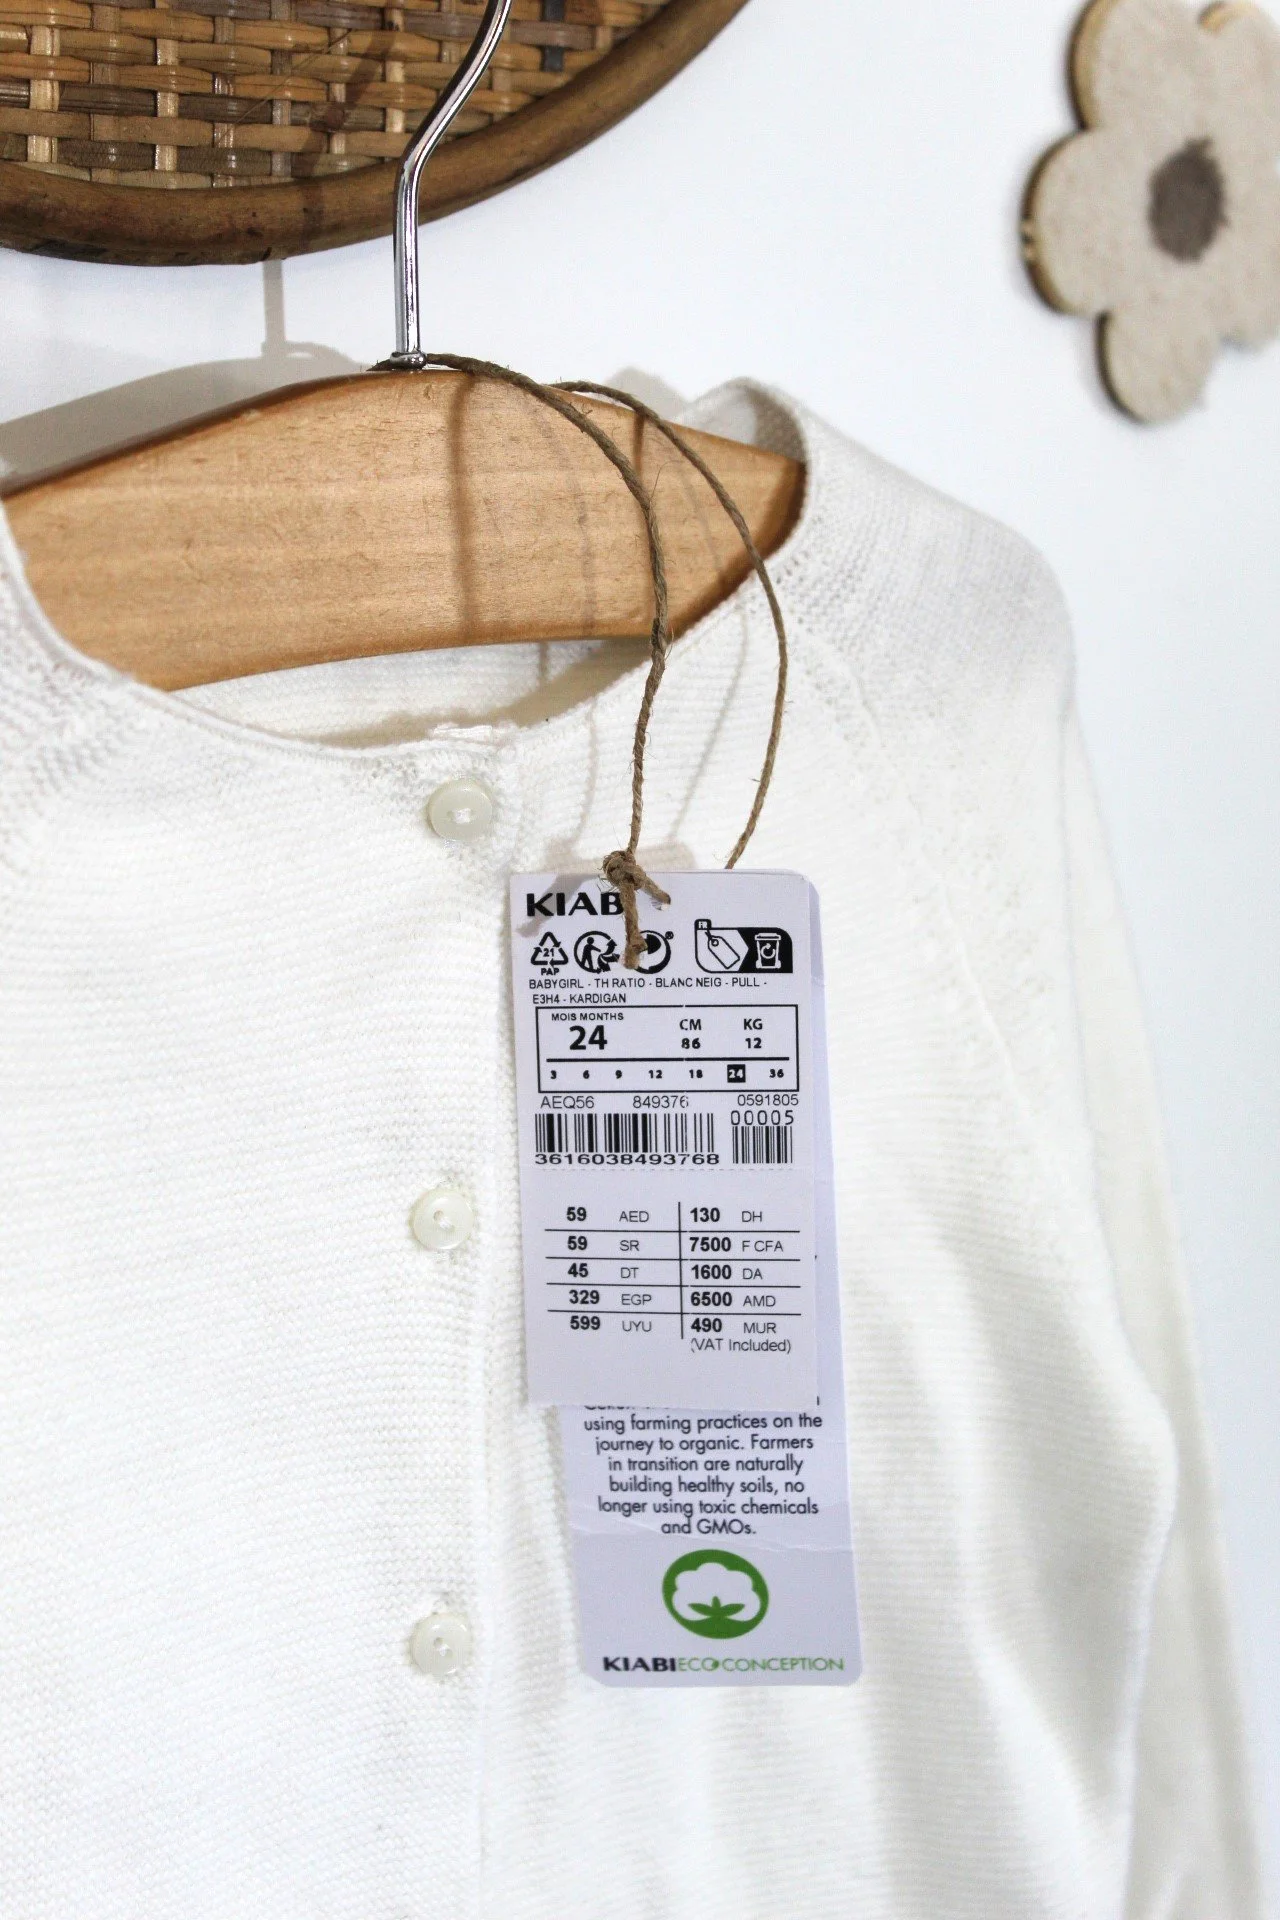 KIAB
21
PAP
FR
BABYGIRL - TH RATIO - BLANC NEIG - PULL -
E3H4 - KARDIGAN
MOIS MONTHS CM KG
24 86 12
3 6 9 12 18 24 36
AEQ56 849376 0591805
00005
3616038493768
59 AED 130 DH
59 SR 7500 F CFA
45 DT 1600 DA
329 EGP 6500 AMD
599 UYU 490 MUR
(VAT Included)
using farming practices on the
journey to organic. Farmers
in transition are naturally
building healthy soils, no
longer using toxic chemicals
and GMOs.
KIABI ECO CONCEPTION